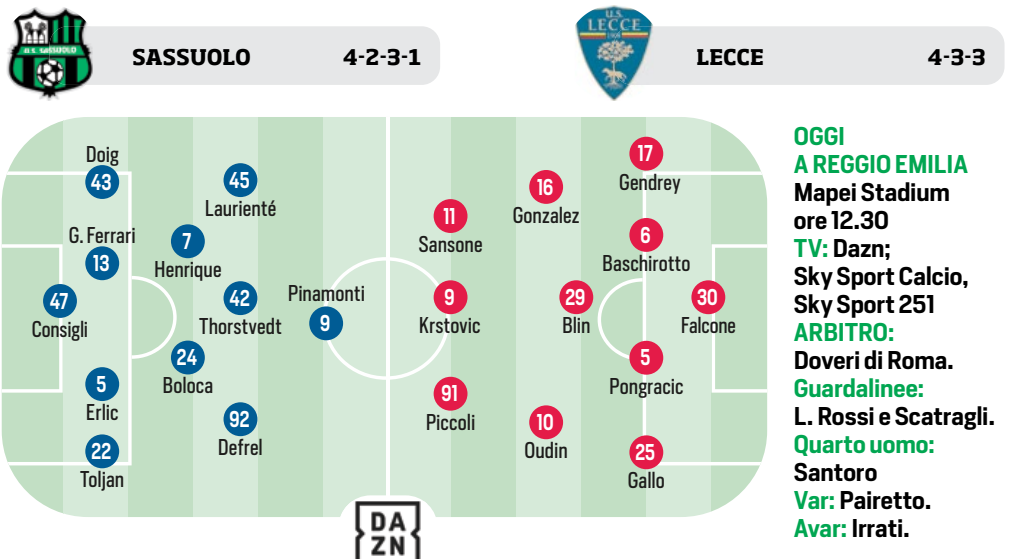 SASSUOLO 4-2-3-1
U.S. SASSUOLO
U.S.
LECCE
1908
LECCE 4-3-3
Doig
43
G. Ferrari
13
47
Consigli
5
Erlic
22
Toljan
7
Henrique
24
Boloca
45
Laurienté
42
Thorstvedt
92
Defrel
Pinamonti
9
11
Sansone
9
Krstovic
91
Piccoli
16
Gonzalez
29
Blin
10
Oudin
17
Gendrey
6
Baschirotto
5
Pongracic
25
Gallo
30
Falcone
DA
ZN
OGGI
A REGGIO EMILIA
Mapei Stadium
ore 12.30
TV: Dazn;
Sky Sport Calcio,
Sky Sport 251
ARBITRO:
Doveri di Roma.
Guardalinee:
L. Rossi e Scatragli.
Quarto uomo:
Santoro
Var: Pairetto.
Avar: Irrati.